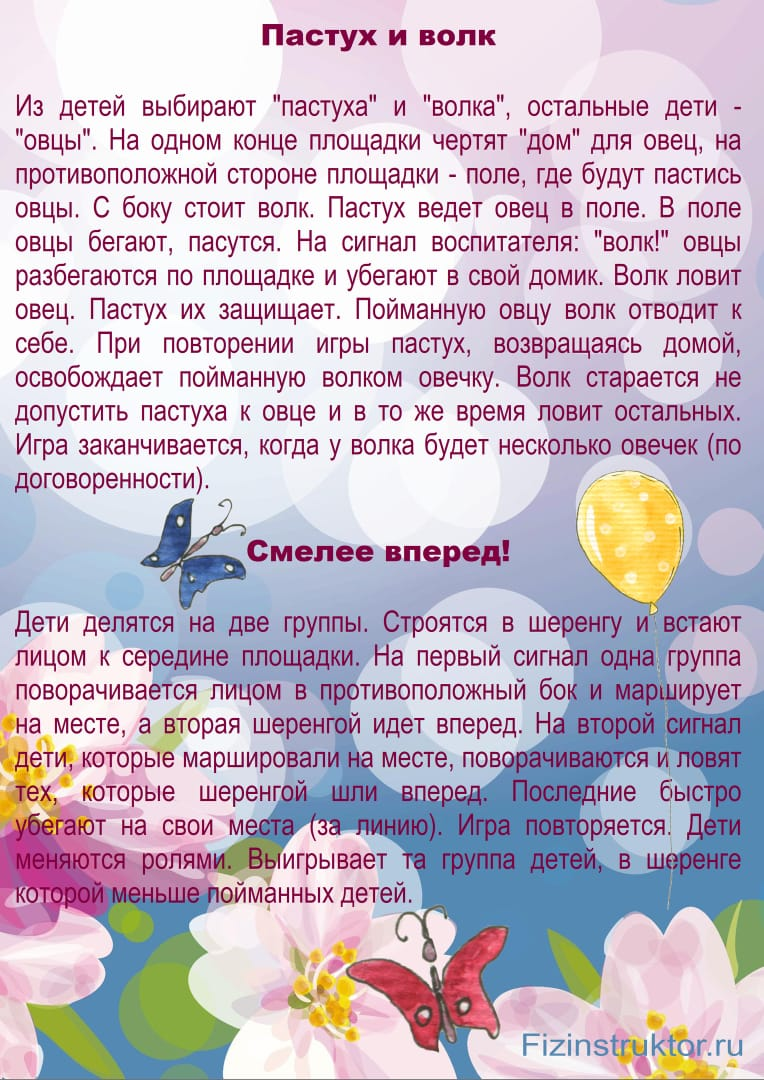 Пастух и волк
Из детей выбирают "пастуха" и "волка", остальные дети -
"овцы". На одном конце площадки чертят "дом" для овец, на
противоположной стороне площадки - поле, где будут пастись
овцы. С боку стоит волк. Пастух ведет овец в поле. В поле
овцы бегают, пасутся. На сигнал воспитателя: "волк!" овцы
разбегаются по площадке и убегают в свой домик. Волк ловит
овец. Пастух их защищает. Пойманную овцу волк отводит к
себе. При повторении игры пастух, возвращаясь домой,
освобождает пойманную волком овечку. Волк старается не
допустить пастуха к овце и в то же время ловит остальных.
Игра заканчивается, когда у волка будет несколько овечек (по
договоренности).
Смелее вперед!
Дети делятся на две группы. Строятся в шеренгу и встают
лицом к середине площадки. На первый сигнал одна группа
поворачивается лицом в противоположный бок и марширует
на месте, а вторая шеренгой идет вперед. На второй сигнал
дети, которые маршировали на месте, поворачиваются и ловят
тех, которые шеренгой шли вперед. Последние быстро
убегают на свои места (за линию). Игра повторяется. Дети
меняются ролями. Выигрывает та группа детей, в шеренге
которой меньше пойманных детей.
Fizinstruktor.ru